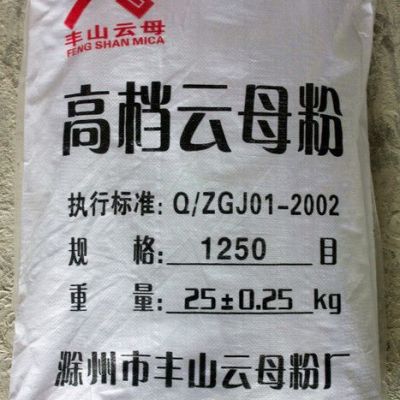 丰山云母
FENG SHAN MICA
高档云母粉
执行标准: Q/ZGJ01-2002
规 格: 1250 目
重 量: 25±0.25 kg
滁州市丰山云母粉厂